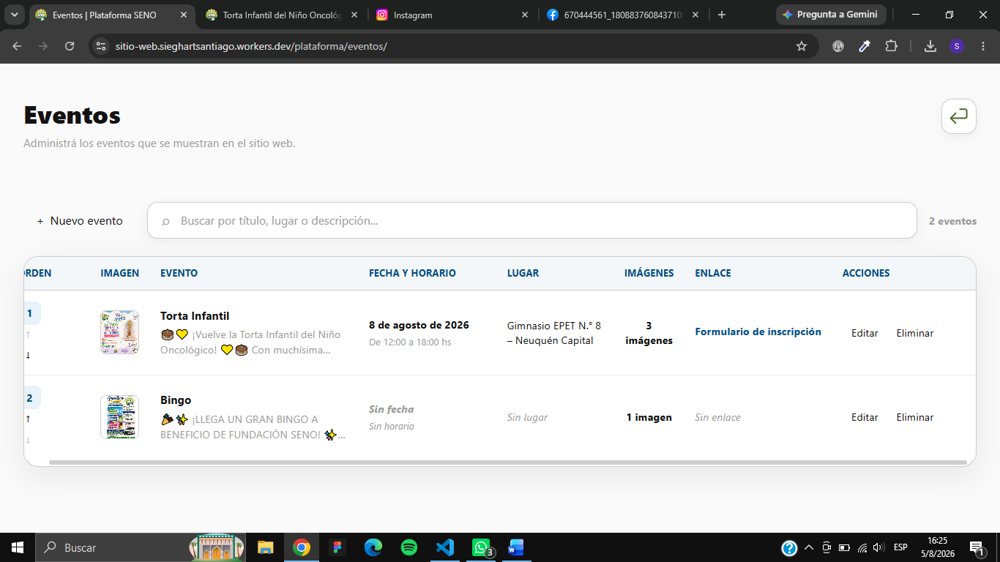 Eventos | Plataforma SENO
Torta Infantil del Niño Oncológ
Instagram
670444561_18088376084371
Pregunta a Gemini
sitio-web.sieghartsantiago.workers.dev/plataforma/eventos/
S
Eventos
Administrá los eventos que se muestran en el sitio web.
+ Nuevo evento
Buscar por título, lugar o descripción...
2 eventos
ORDEN IMAGEN EVENTO FECHA Y HORARIO LUGAR IMÁGENES ENLACE ACCIONES
1
↑
↓
Torta Infantil
🎂💛 ¡Vuelve la Torta Infantil del Niño
Oncológico! 💛🎂 Con muchísima...
8 de agosto de 2026
De 12:00 a 18:00 hs
Gimnasio EPET N.° 8
– Neuquén Capital
3
imágenes
Formulario de inscripción
Editar Eliminar
2
↑
↓
Bingo
🎉✨ ¡LLEGA UN GRAN BINGO A
BENEFICIO DE FUNDACIÓN SENO! ✨...
Sin fecha
Sin horario
Sin lugar
1 imagen
Sin enlace
Editar Eliminar
Buscar
3
ESP
16:25
5/8/2026
1